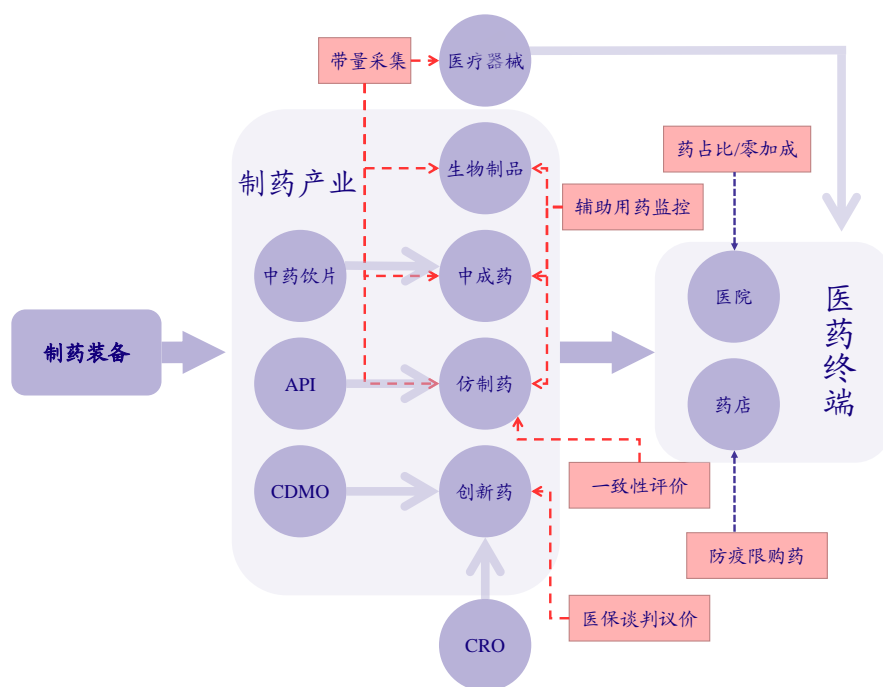 带量采集
医疗器械
药占比/零加成
生物制品
制药产业
辅助用药监控
中药饮片
中成药
医院
医药终端
制药装备
API
仿制药
药店
一致性评价
CDMO
创新药
防疫限购药
医保谈判议价
CRO